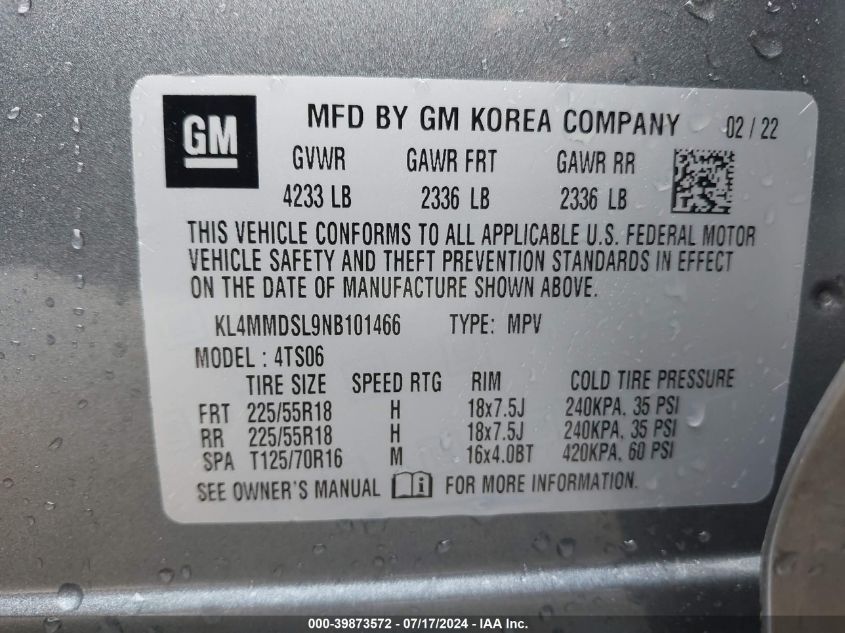 GM MFD BY GM KOREA COMPANY 02 / 22
GVWR GAWR FRT GAWR RR
4233 LB 2336 LB 2336 LB
THIS VEHICLE CONFORMS TO ALL APPLICABLE U.S. FEDERAL MOTOR
VEHICLE SAFETY AND THEFT PREVENTION STANDARDS IN EFFECT
ON THE DATE OF MANUFACTURE SHOWN ABOVE.
KL4MMDSL9NB101466 TYPE: MPV
MODEL : 4TS06
TIRE SIZE SPEED RTG RIM COLD TIRE PRESSURE
FRT 225/55R18 H 18x7.5J 240KPA, 35 PSI
RR 225/55R18 H 18x7.5J 240KPA, 35 PSI
SPA T125/70R16 M 16x4.0BT 420KPA, 60 PSI
SEE OWNER'S MANUAL i FOR MORE INFORMATION.
000-39873572 / 07/17/2024 - IAA Inc.